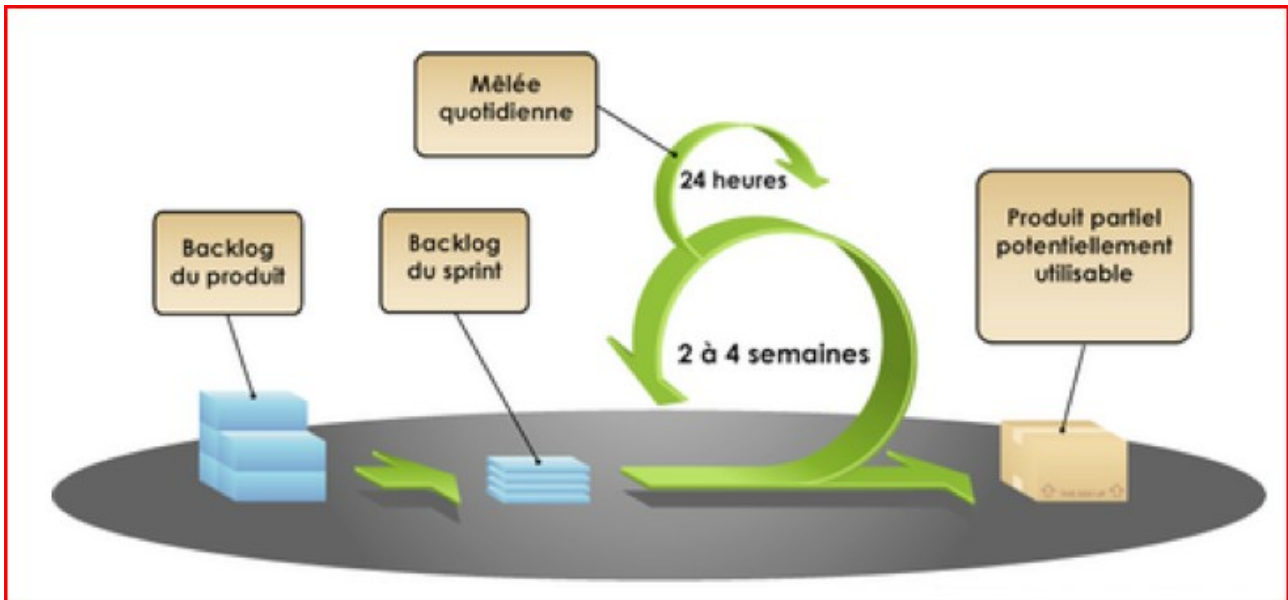 Mêlée
quotidienne
24 heures
Backlog
du produit
Backlog
du sprint
Produit partiel
potentiellement
utilisable
2 à 4 semaines